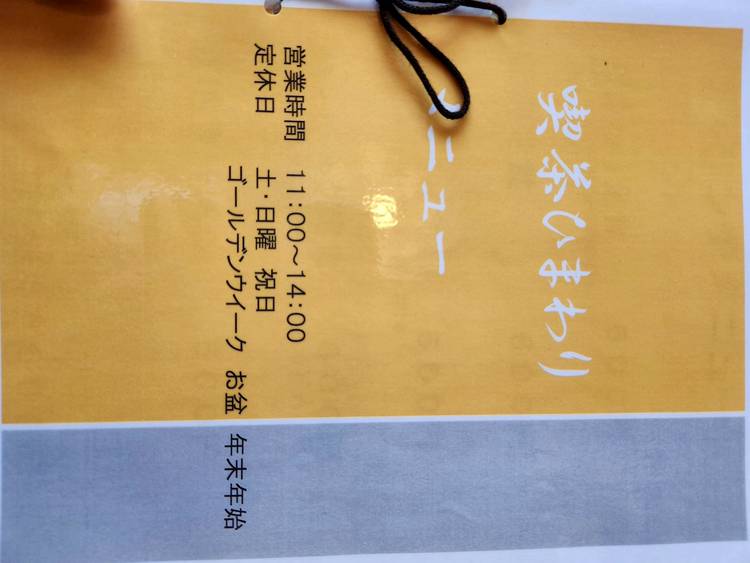 喫茶ひまわり
メニュー
営業時間 11:00～14:00
定休日 土・日曜 祝日
ゴールデンウイーク お盆 年末年始